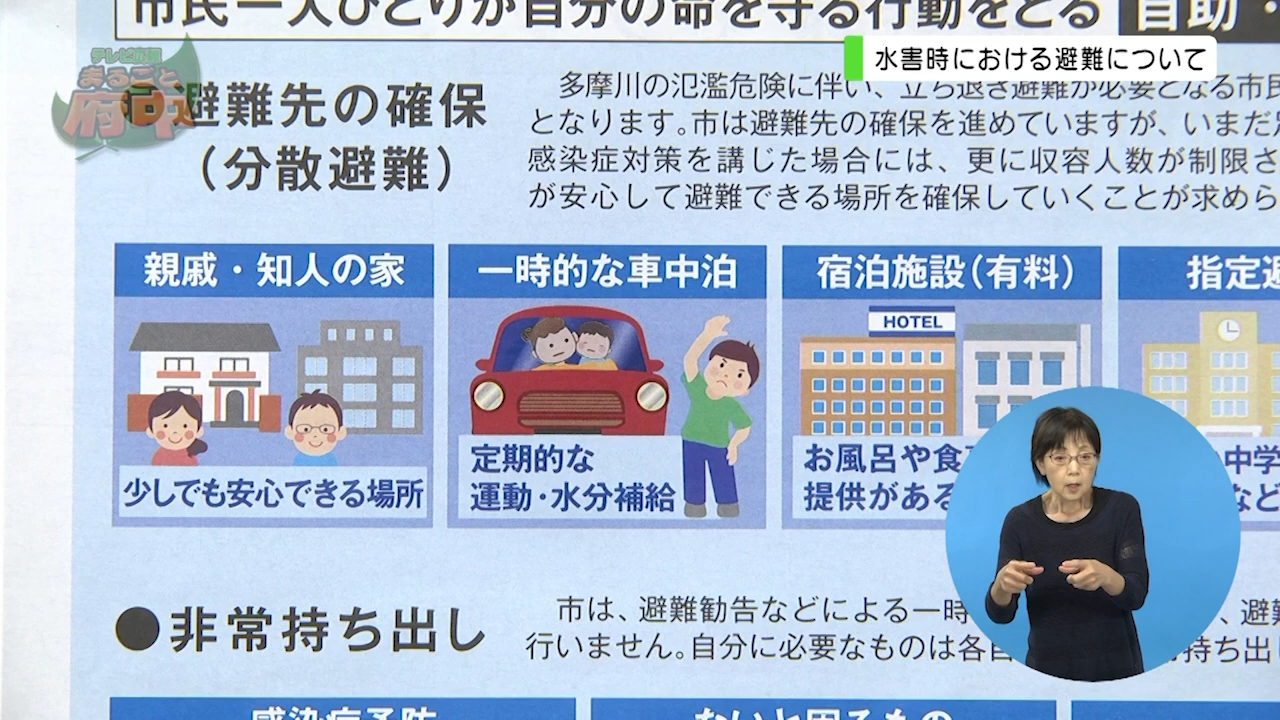 市民一人ひとりが自分の命を守る行動をとる 自助・
テレビ広報
まるごと
府中
水害時における避難について
避難先の確保
（分散避難）
多摩川の氾濫危険に伴い、立ち退き避難が必要となる市民
となります。市は避難先の確保を進めていますが、いまだ
感染症対策を講じた場合には、更に収容人数が制限さ
が安心して避難できる場所を確保していくことが求めら
親戚・知人の家
少しでも安心できる場所
一時的な車中泊
定期的な
運動・水分補給
宿泊施設（有料）
HOTEL
お風呂や食
提供がある
指定避
中学
など
●非常持ち出し
市は、避難勧告などによる一時 、避難
行いません。自分に必要なものは各自 持ち出し
感染症予防
ないと困るもの